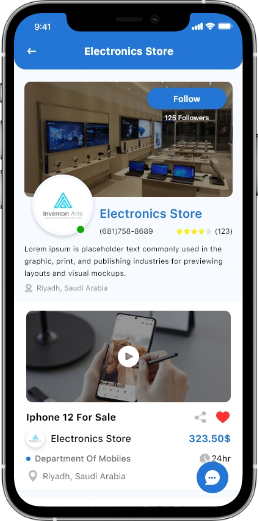 9:41
Electronics Store
Follow
125 Followers
Inventon Arts
Electronics Store
(681)758-8689 (123)
Lorem ipsum is placeholder text commonly used in the
graphic, print, and publishing industries for previewing
layouts and visual mockups.
Riyadh, Saudi Arabia
Iphone 12 For Sale
Electronics Store 323.50$
Department Of Mobiles 24hr
Riyadh, Saudi Arabia